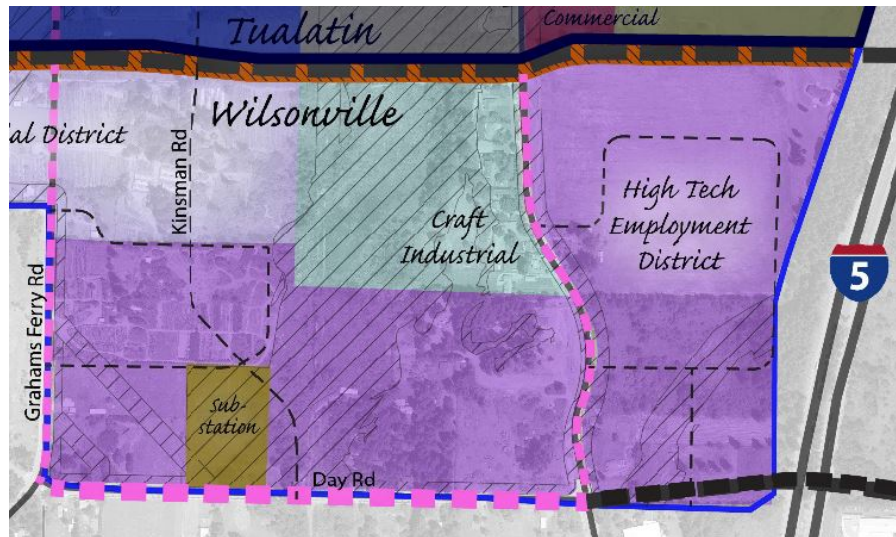 Commercial
Tualatin
Wilsonville
ial District
Kinsman Rd
High Tech
Employment
District
Craft
Industrial
5
Grahams Ferry Rd
Sub-
station
Day Rd